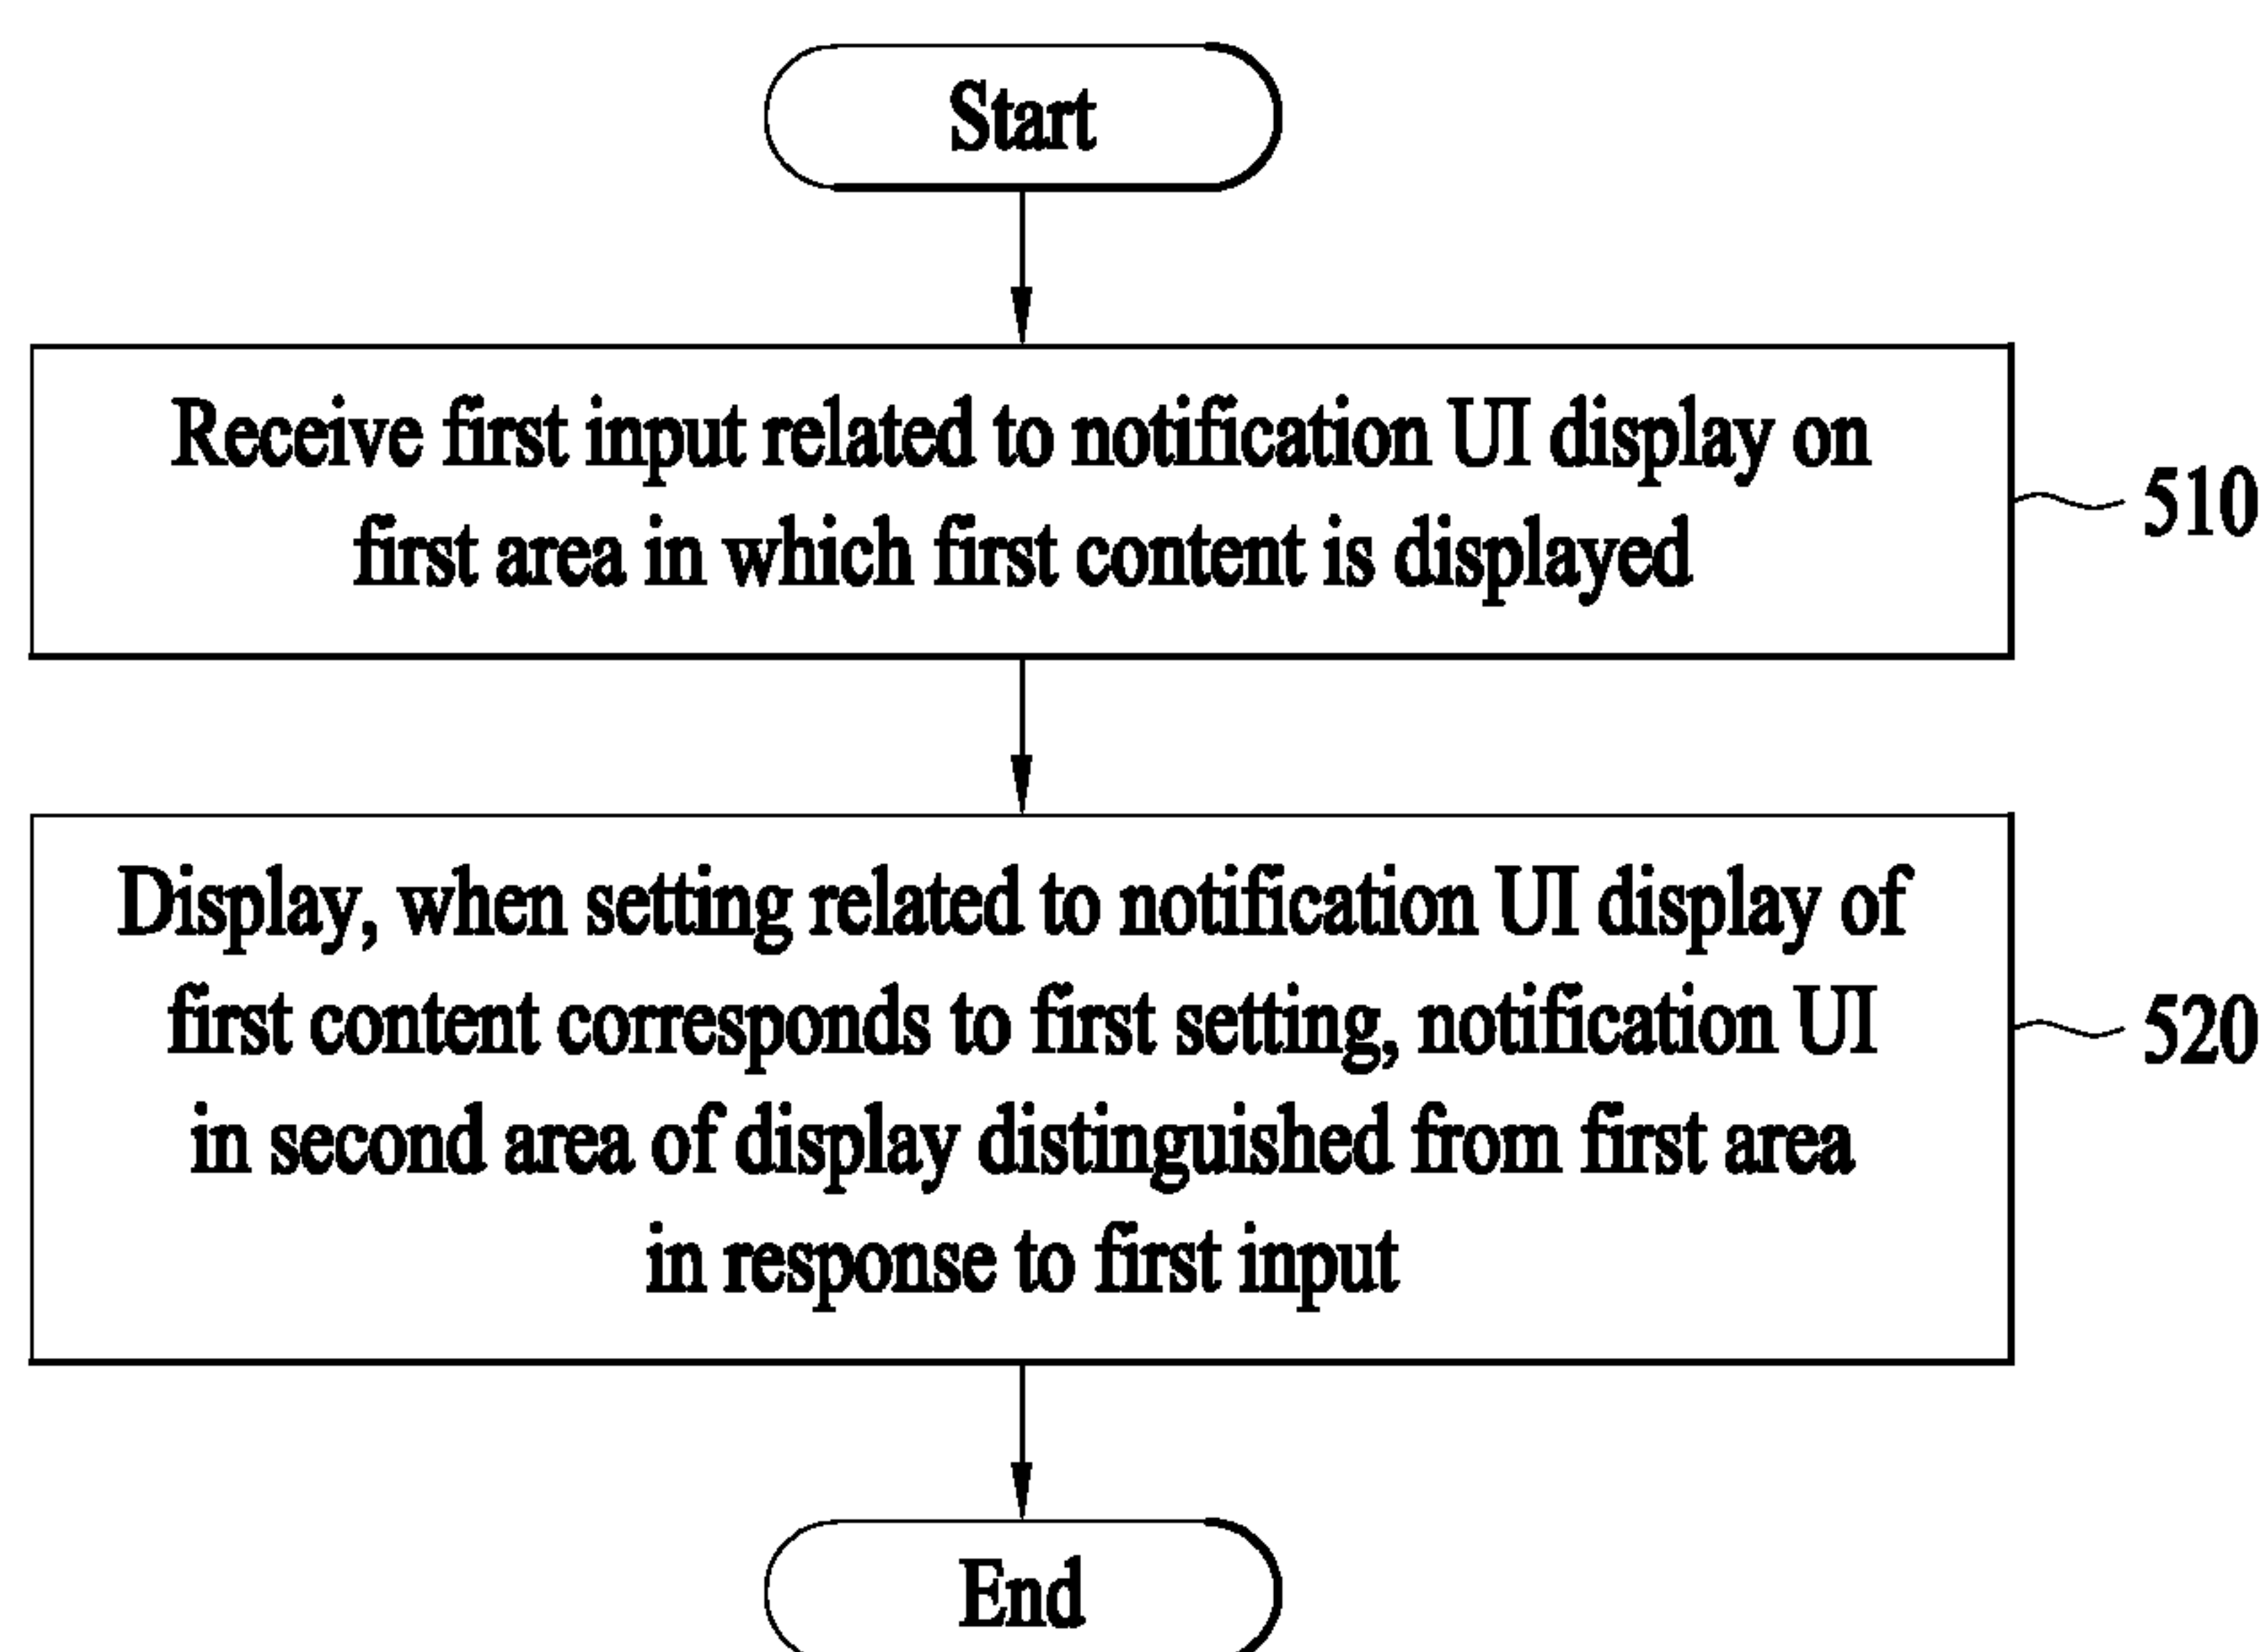 Start
Receive first input related to notification UI display on
first area in which first content is displayed
510
Display, when setting related to notification UI display of
first content corresponds to first setting, notification UI
in second area of display distinguished from first area
in response to first input
520
End